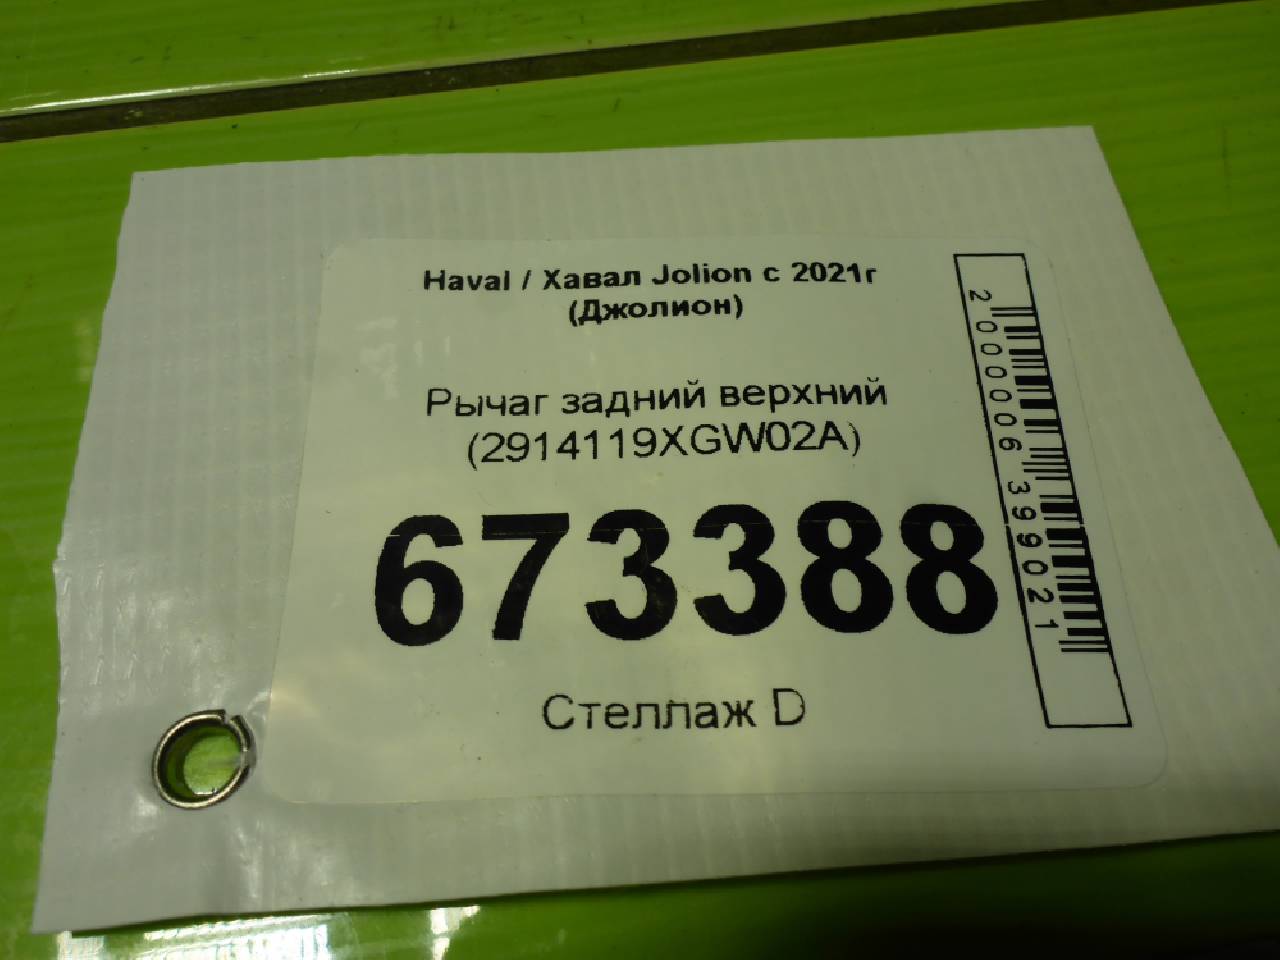 Haval / Хавал Jolion с 2021г
(Джолион)
Рычаг задний верхний
(2914119XGW02A)
673388
Стеллаж D
2000006399021